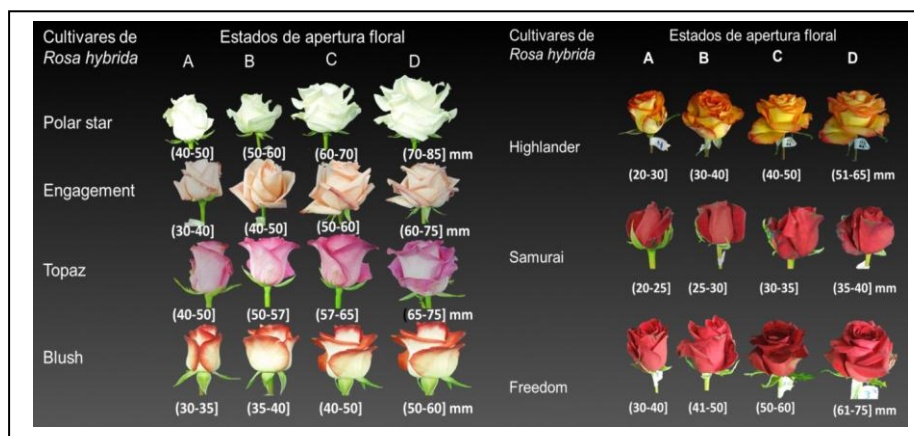 Cultivares de
Rosa hybrida
Estados de apertura floral
A B C D
Polar star
(40-50] (50-60] (60-70] (70-85] mm
Engagement
(30-40] (40-50] (50-60] (60-75] mm
Topaz
(40-50] (50-57] (57-65] (65-75] mm
Blush
(30-35] (35-40] (40-50] (50-60] mm
Cultivares de
Rosa hybrida
Estados de apertura floral
A B C D
Highlander
(20-30] (30-40] (40-50] (51-65] mm
Samurai
(20-25] (25-30] (30-35] (35-40] mm
Freedom
(30-40] (41-50] (50-60] (61-75] mm